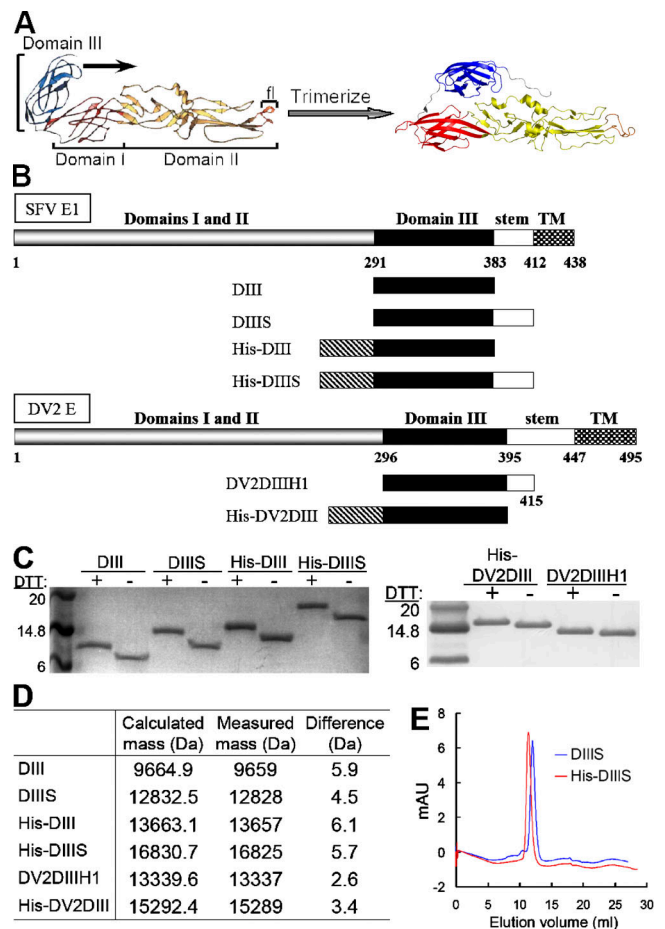 A
Domain III
fl
Trimerize
Domain I Domain II
B
SFV E1
Domains I and II Domain III stem TM
1 291 383 412 438
DIII
DIIIS
His-DIII
His-DIIIS
DV2 E
Domains I and II Domain III stem TM
1 296 395 447 495
DV2DIIIH1
415
His-DV2DIII
C
DIII DIIIS His-DIII His-DIIIS
DTT: + - + - + - + -
20
14.8
6
His-
DV2DIII DV2DIIIH1
DTT: + - + -
20
14.8
6
D
Calculated mass (Da) Measured mass (Da) Difference (Da)
DIII 9664.9 9659 5.9
DIIIS 12832.5 12828 4.5
His-DIII 13663.1 13657 6.1
His-DIIIS 16830.7 16825 5.7
DV2DIIIH1 13339.6 13337 2.6
His-DV2DIII 15292.4 15289 3.4
E
8
6
4
2
0
-2
mAU
DIIIS
His-DIIIS
0 5 10 15 20 25 30
Elution volume (ml)